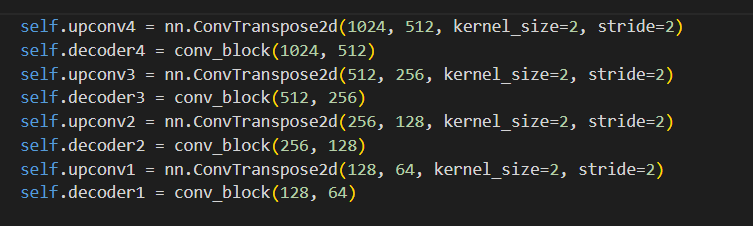 self.upconv4 = nn.ConvTranspose2d(1024, 512, kernel_size=2, stride=2)
self.decoder4 = conv_block(1024, 512)
self.upconv3 = nn.ConvTranspose2d(512, 256, kernel_size=2, stride=2)
self.decoder3 = conv_block(512, 256)
self.upconv2 = nn.ConvTranspose2d(256, 128, kernel_size=2, stride=2)
self.decoder2 = conv_block(256, 128)
self.upconv1 = nn.ConvTranspose2d(128, 64, kernel_size=2, stride=2)
self.decoder1 = conv_block(128, 64)